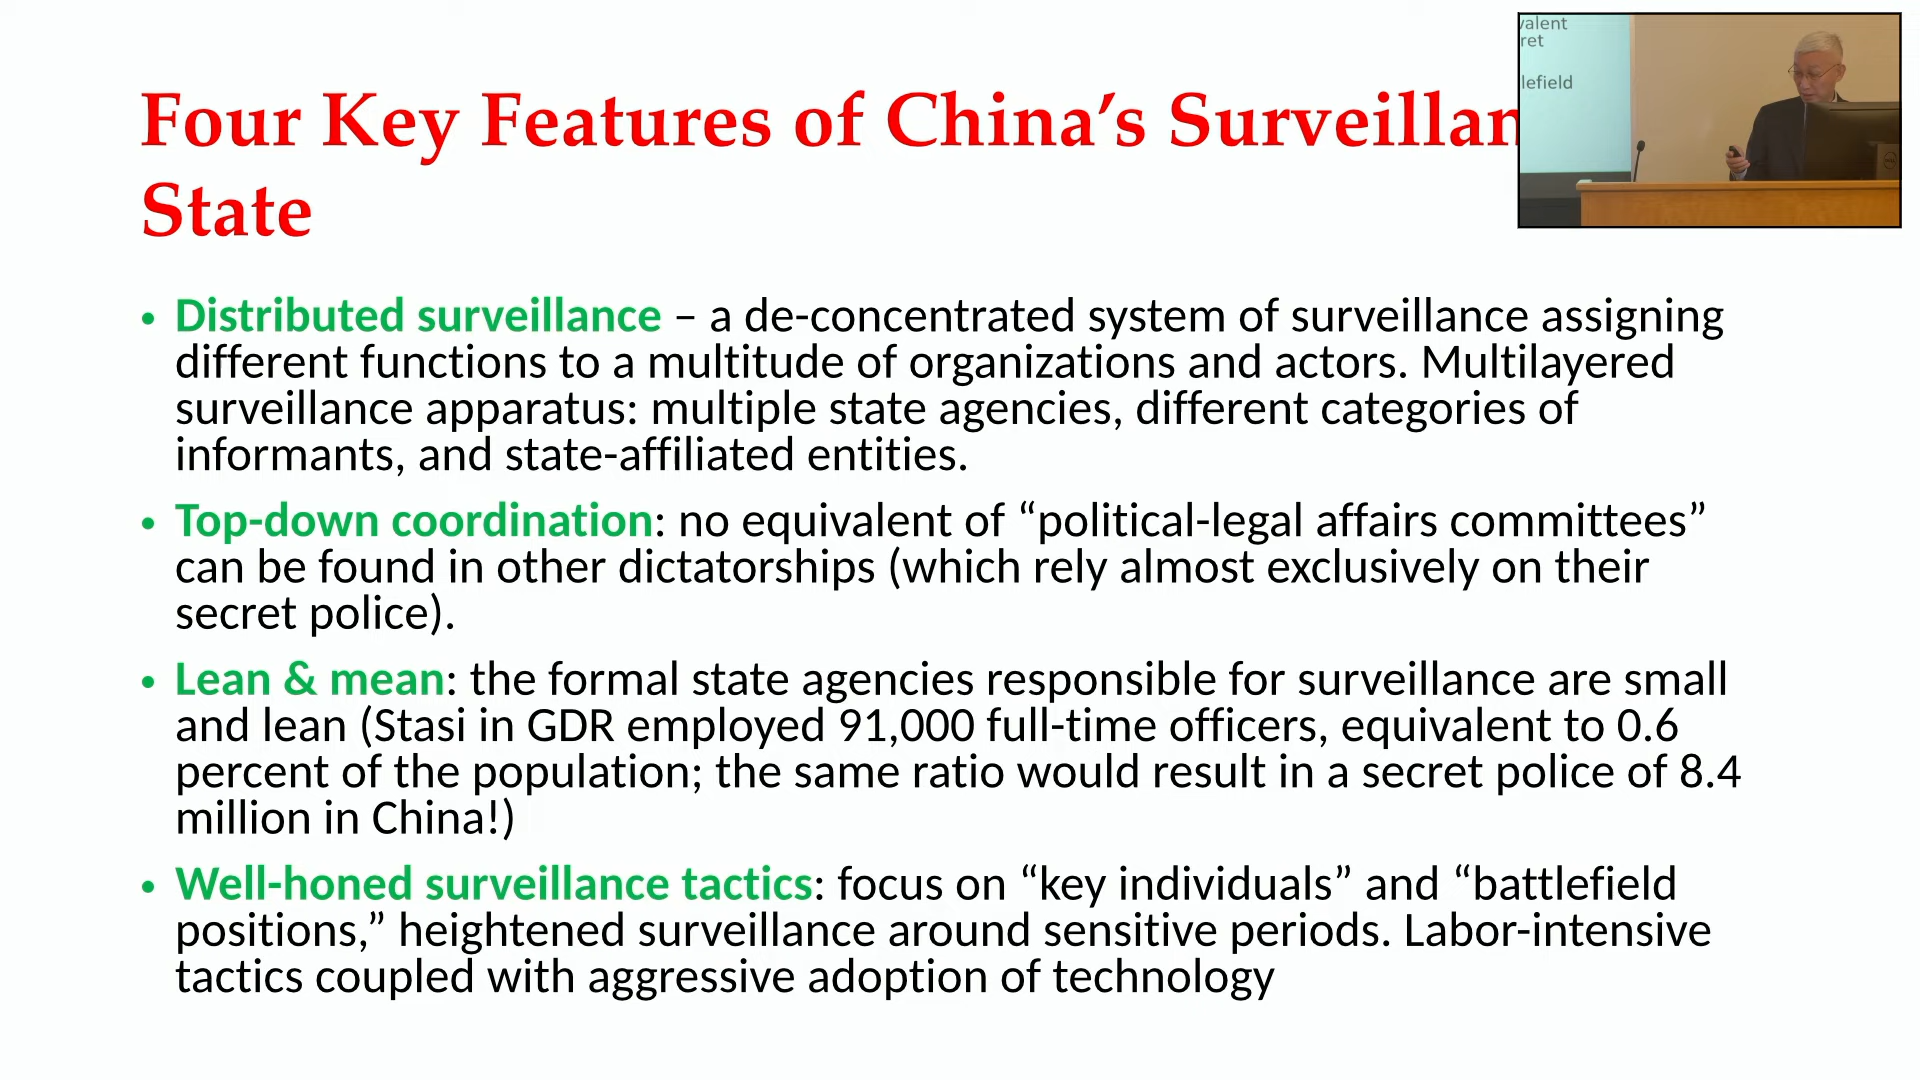 Four Key Features of China’s Surveillan
State
• Distributed surveillance – a de-concentrated system of surveillance assigning
different functions to a multitude of organizations and actors. Multilayered
surveillance apparatus: multiple state agencies, different categories of
informants, and state-affiliated entities.
• Top-down coordination: no equivalent of “political-legal affairs committees”
can be found in other dictatorships (which rely almost exclusively on their
secret police).
• Lean & mean: the formal state agencies responsible for surveillance are small
and lean (Stasi in GDR employed 91,000 full-time officers, equivalent to 0.6
percent of the population; the same ratio would result in a secret police of 8.4
million in China!)
• Well-honed surveillance tactics: focus on “key individuals” and “battlefield
positions,” heightened surveillance around sensitive periods. Labor-intensive
tactics coupled with aggressive adoption of technology
valent
ret
lefield